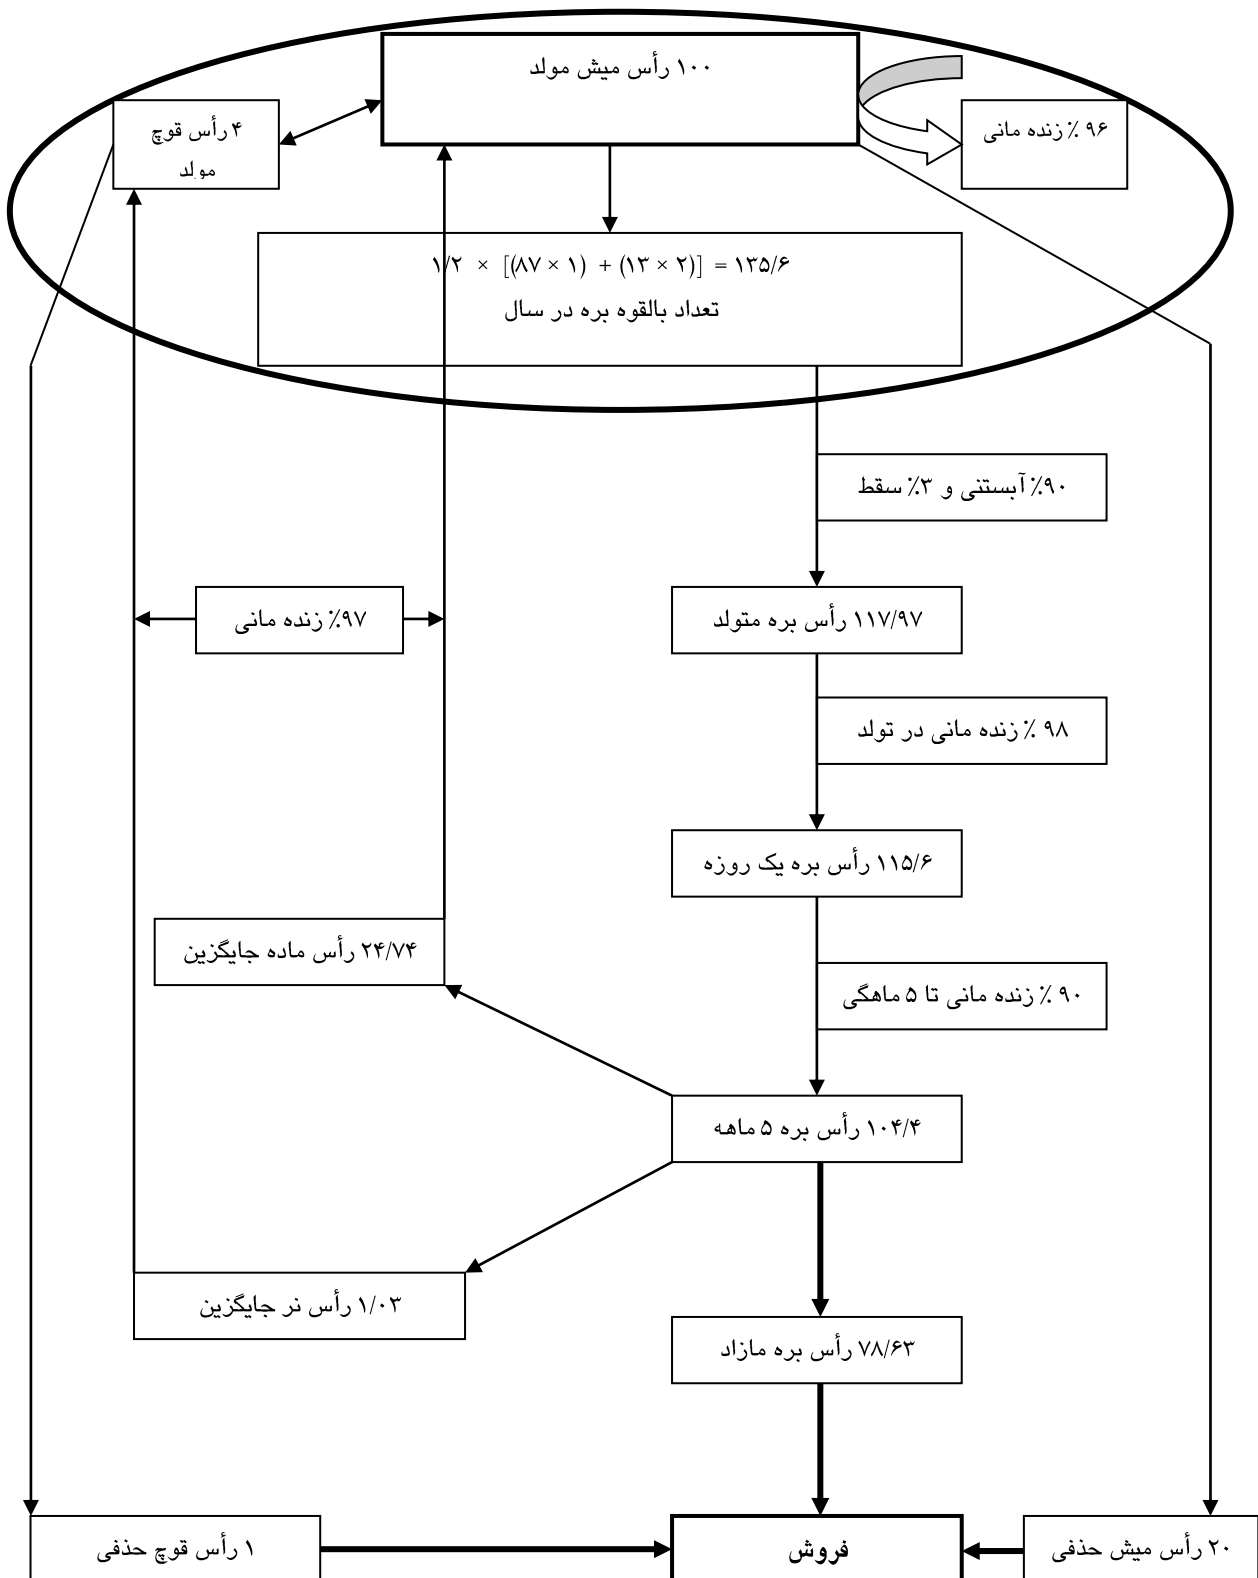 ۱۰۰ رأس میش مولد
۴ رأس قوچ
مولد
۹۶ ٪ زنده مانی
۱/۲ × [(۸۷ × ۱) + (۱۳ × ۲)] = ۱۳۵/۶
تعداد بالقوه بره در سال
۹۰٪ آبستنی و ۳٪ سقط
۹۷٪ زنده مانی
۱۱۷/۹۷ رأس بره متولد
۹۸ ٪ زنده مانی در تولد
۱۱۵/۶ رأس بره یک روزه
۲۴/۷۴ رأس ماده جایگزین
۹۰ ٪ زنده مانی تا ۵ ماهگی
۱۰۴/۴ رأس بره ۵ ماهه
۱/۰۳ رأس نر جایگزین
۷۸/۶۳ رأس بره مازاد
۲۰ رأس میش حذفی
فروش
۱ رأس قوچ حذفی